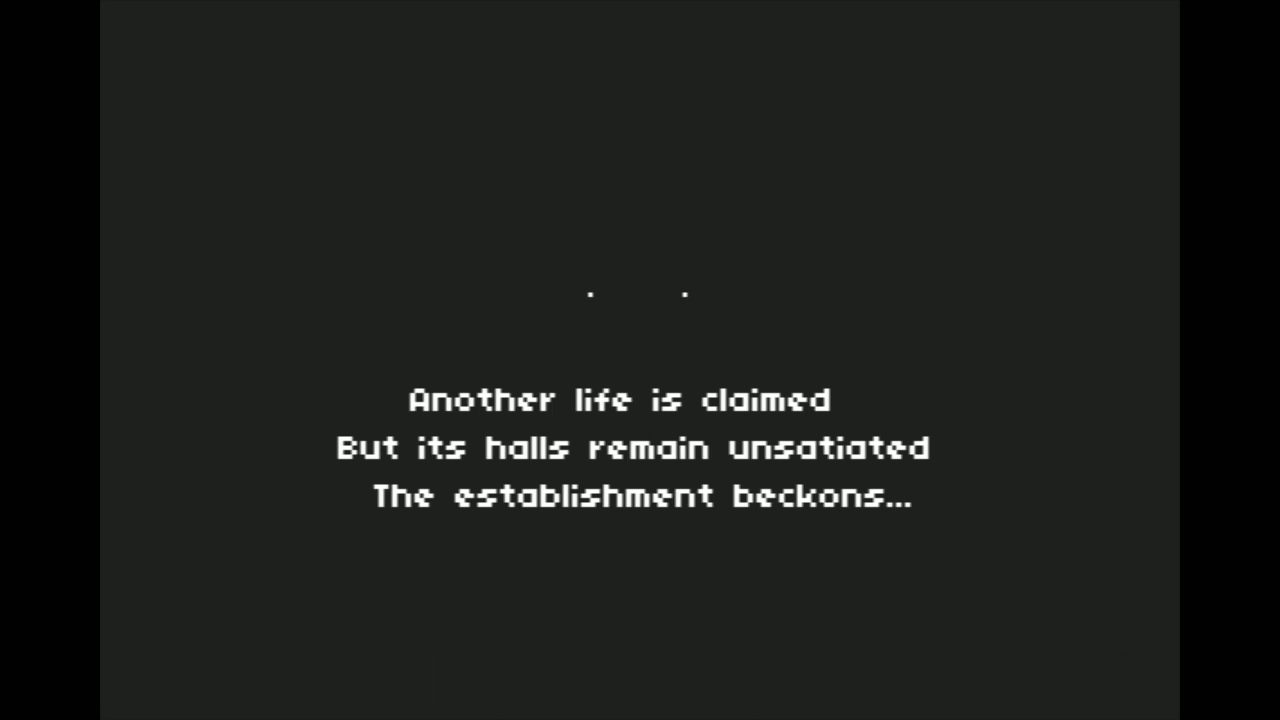 Another life is claimed
But its halls remain unsatiated
The establishment beckons...